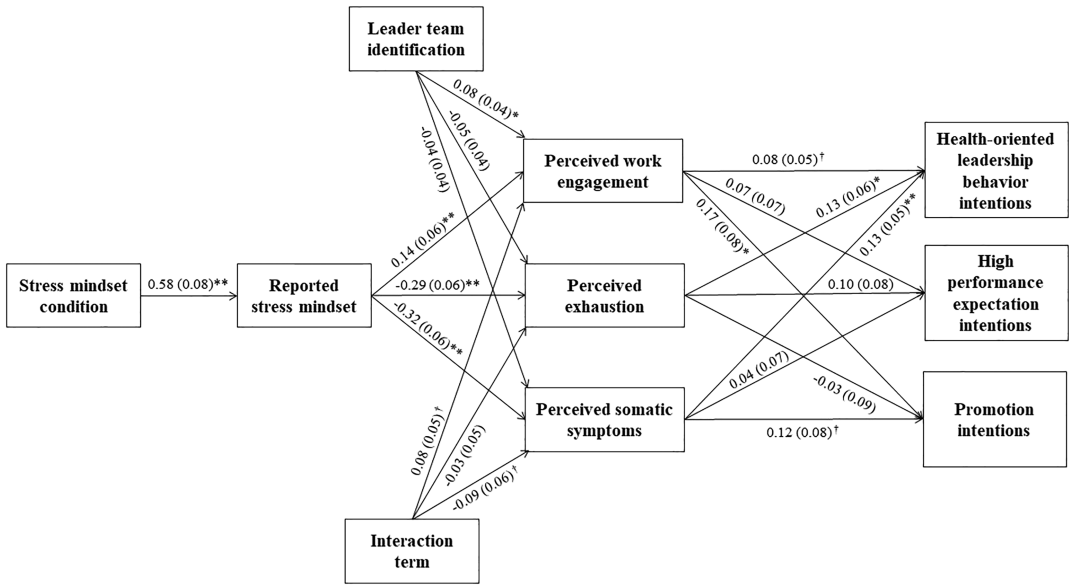 Leader team
identification
0.08 (0.04)*
-0.05 (0.04)
-0.04 (0.04)
Perceived work
engagement
0.08 (0.05)†
0.07 (0.07)
0.17 (0.08)*
Health-oriented
leadership
behavior
intentions
0.13 (0.06)*
0.13 (0.05)**
Stress mindset
condition
0.58 (0.08)**
Reported
stress mindset
0.14 (0.06)**
-0.29 (0.06)**
-0.32 (0.06)**
Perceived
exhaustion
0.10 (0.08)
High
performance
expectation
intentions
0.04 (0.07)
-0.03 (0.09)
Perceived somatic
symptoms
0.12 (0.08)†
Promotion
intentions
0.08 (0.05)†
-0.03 (0.05)
-0.09 (0.06)†
Interaction
term